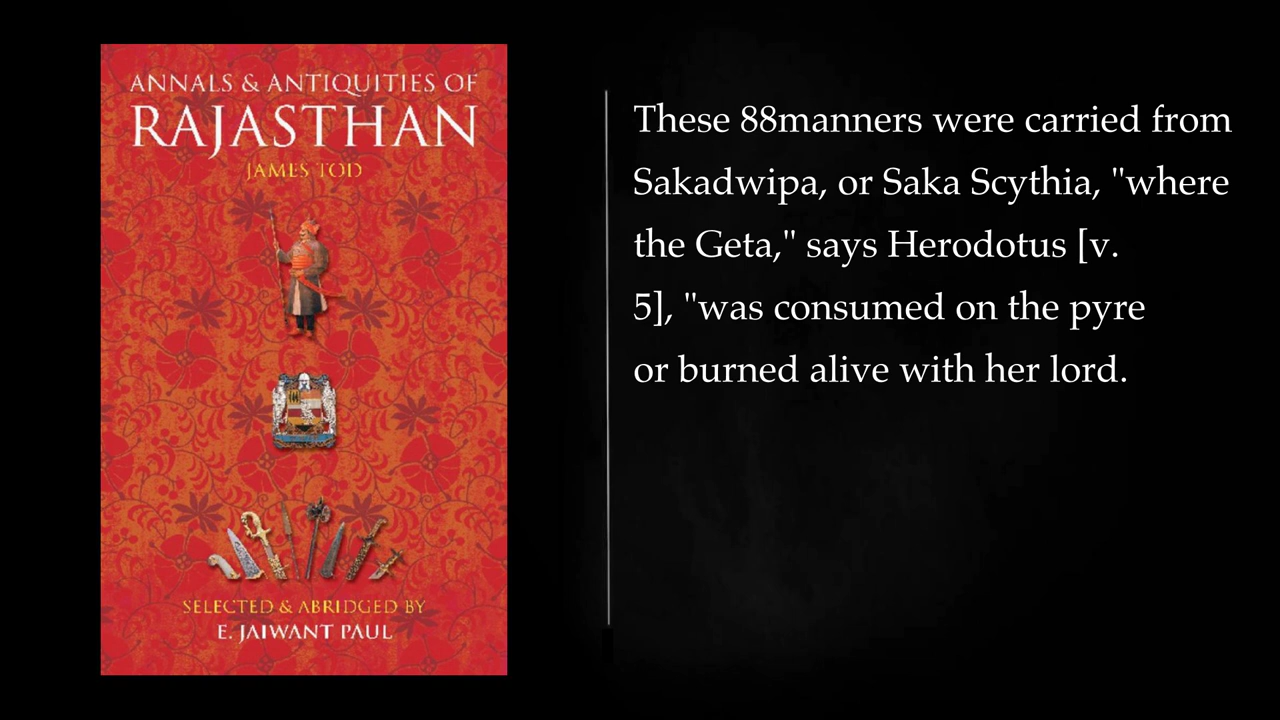 ANNALS & ANTIQUITIES OF
RAJASTHAN
JAMES TOD
SELECTED & ABRIDGED BY
E. JAIWANT PAUL
These 88manners were carried from
Sakadwipa, or Saka Scythia, "where
the Geta," says Herodotus [v.
5], "was consumed on the pyre
or burned alive with her lord.